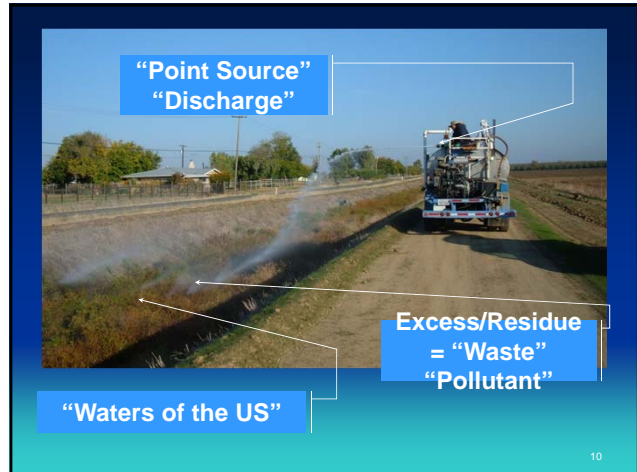 “Point Source”
“Discharge”
Excess/Residue
= “Waste”
“Pollutant”
“Waters of the US”
10